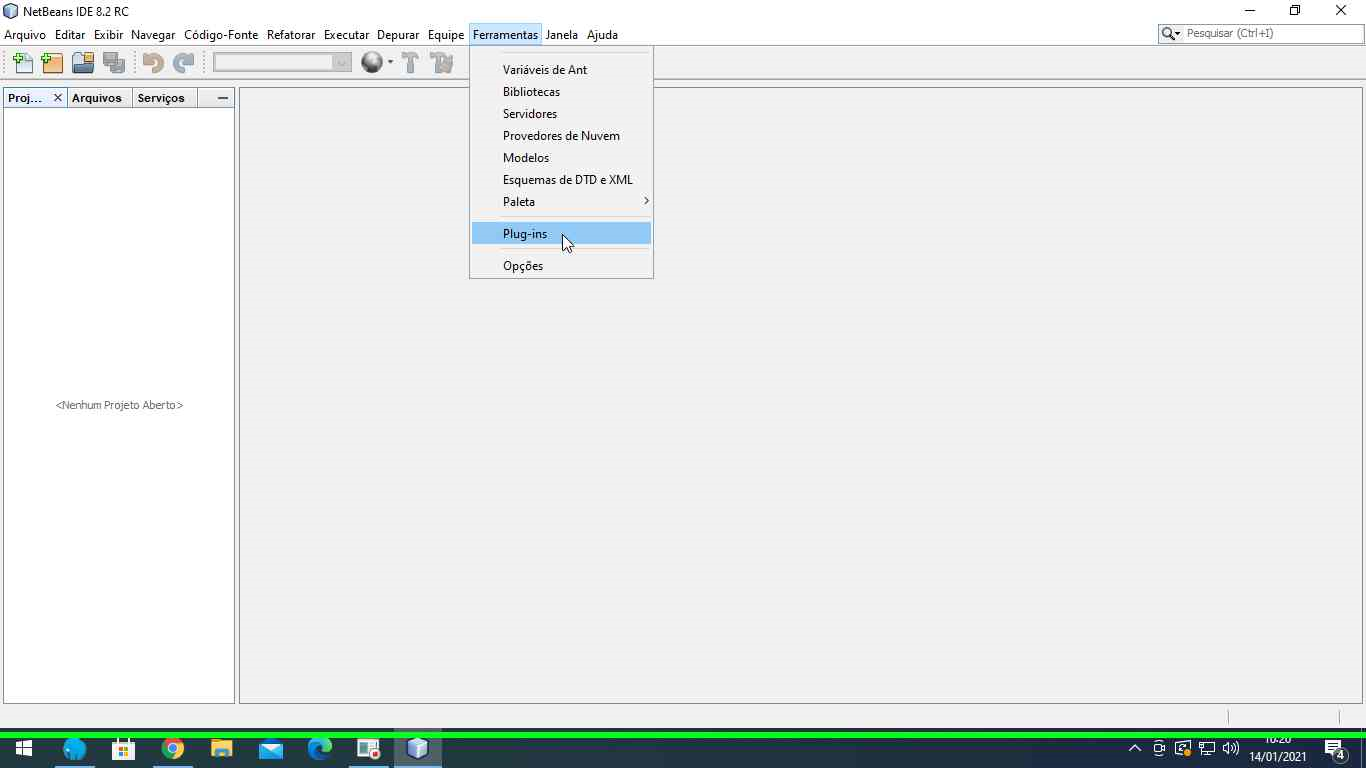 NetBeans IDE 8.2 RC
Arquivo Editar Exibir Navegar Código-Fonte Refatorar Executar Depurar Equipe Ferramentas Janela Ajuda
Pesquisar (Ctrl+I)
Proj... Arquivos Serviços
Variáveis de Ant
Bibliotecas
Servidores
Provedores de Nuvem
Modelos
Esquemas de DTD e XML
Paleta
Plug-ins
Opções
<Nenhum Projeto Aberto>
10:20
14/01/2021
4